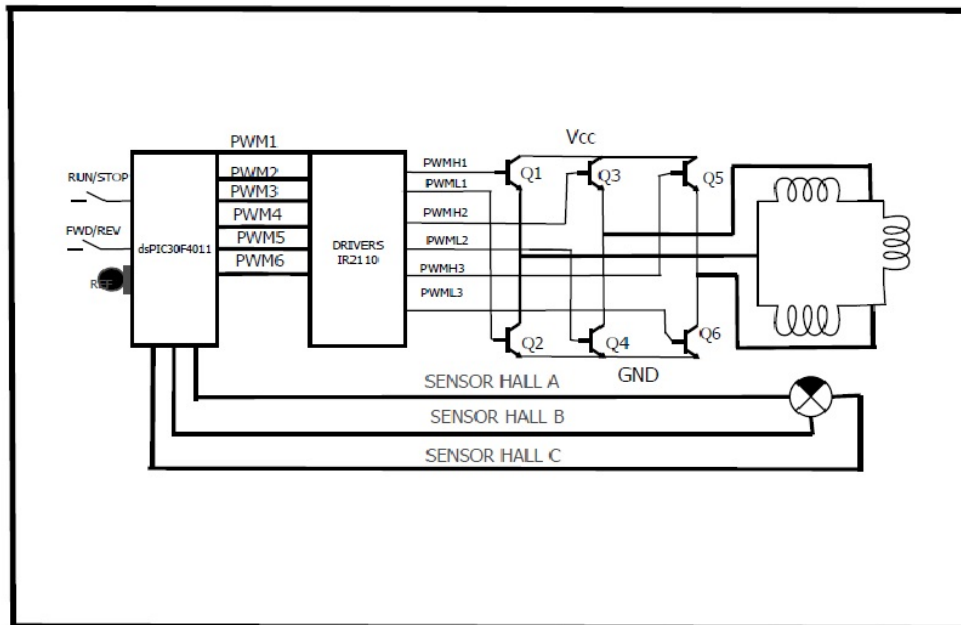 PWM1
PWM2
PWM3
PWM4
PWM5
PWM6
RUN/STOP
FWD/REV
REF
dsPIC30F4011
DRIVERS
IR2110
PWMH1
PWML1
PWMH2
PWML2
PWMH3
PWML3
Vcc
Q1
Q3
Q5
Q2
Q4
Q6
GND
SENSOR HALL A
SENSOR HALL B
SENSOR HALL C